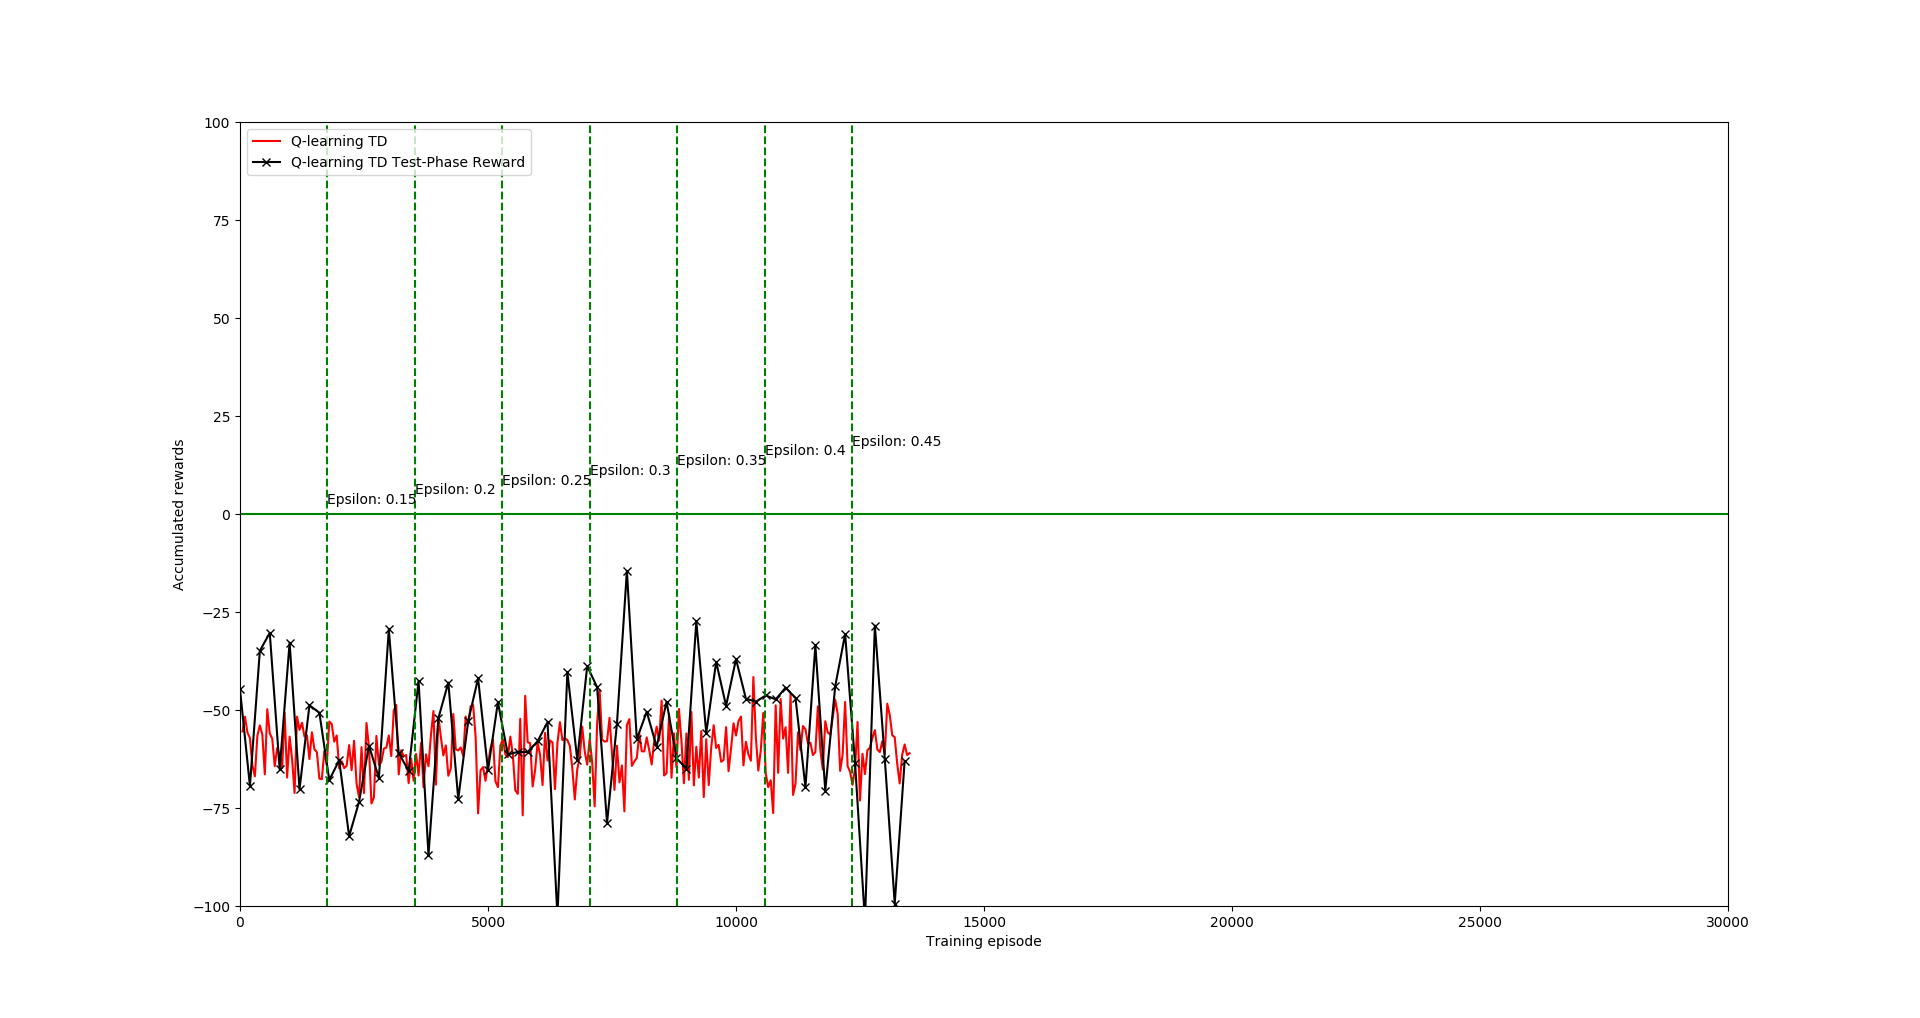 Q-learning TD
Q-learning TD Test-Phase Reward
100
75
50
25
0
−25
−50
−75
−100
Accumulated rewards
Epsilon: 0.15
Epsilon: 0.2
Epsilon: 0.25
Epsilon: 0.3
Epsilon: 0.35
Epsilon: 0.4
Epsilon: 0.45
0 5000 10000 15000 20000 25000 30000
Training episode